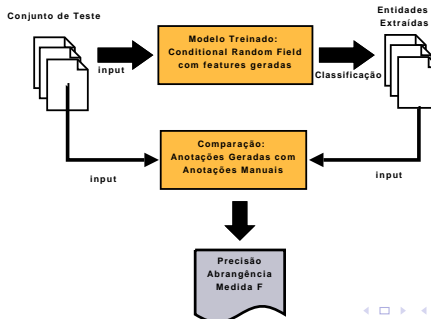 Conjunto de Teste
input
Modelo Treinado:
Conditional Random Field
com features geradas
Classificação
Entidades
Extraídas
Comparação:
Anotações Geradas com
Anotações Manuais
input
input
Precisão
Abrangência
Medida F